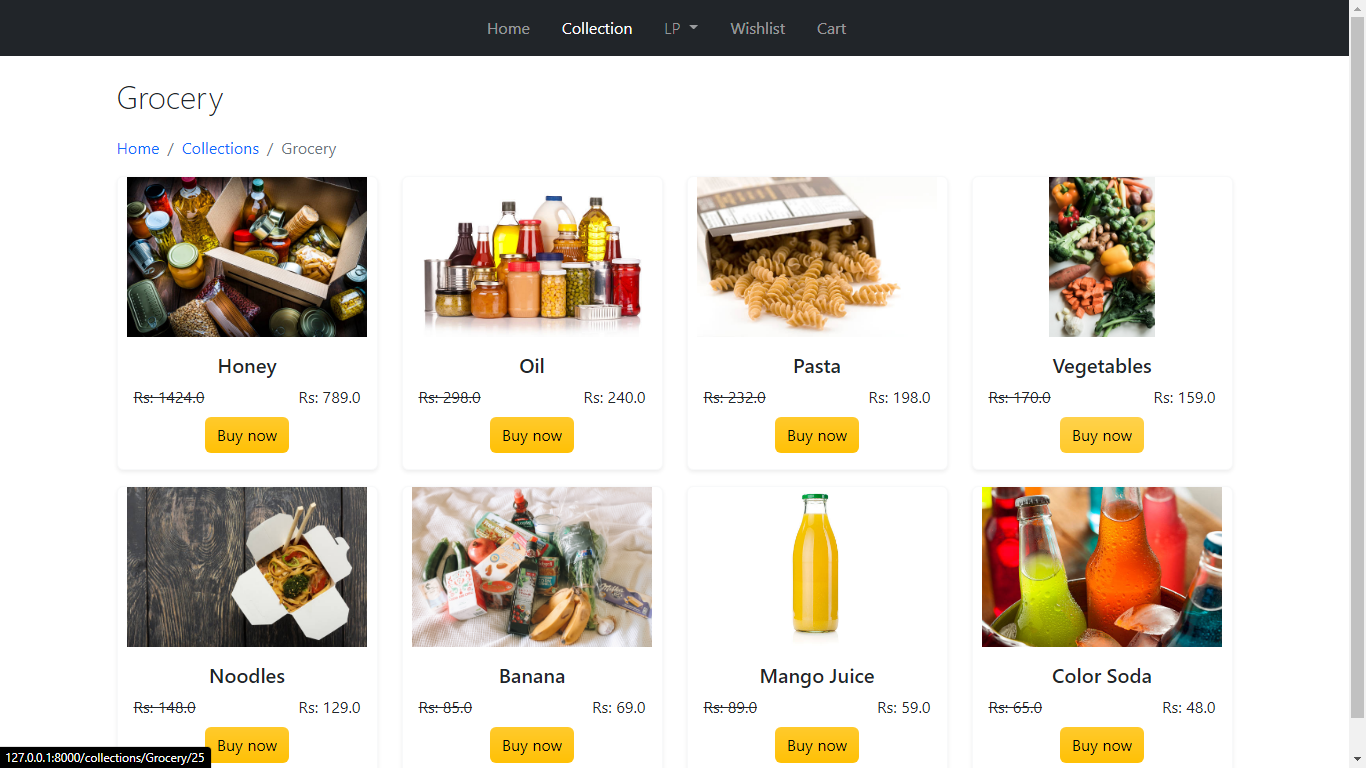 Home Collection LP Wishlist Cart
Grocery
Home / Collections / Grocery
Honey
Rs: 1424.0 Rs: 789.0
Buy now
Oil
Rs: 298.0 Rs: 240.0
Buy now
Pasta
Rs: 232.0 Rs: 198.0
Buy now
Vegetables
Rs: 170.0 Rs: 159.0
Buy now
Noodles
Rs: 148.0 Rs: 129.0
Buy now
Banana
Rs: 85.0 Rs: 69.0
Buy now
Mango Juice
Rs: 89.0 Rs: 59.0
Buy now
Color Soda
Rs: 65.0 Rs: 48.0
Buy now
127.0.0.1:8000/collections/Grocery/25